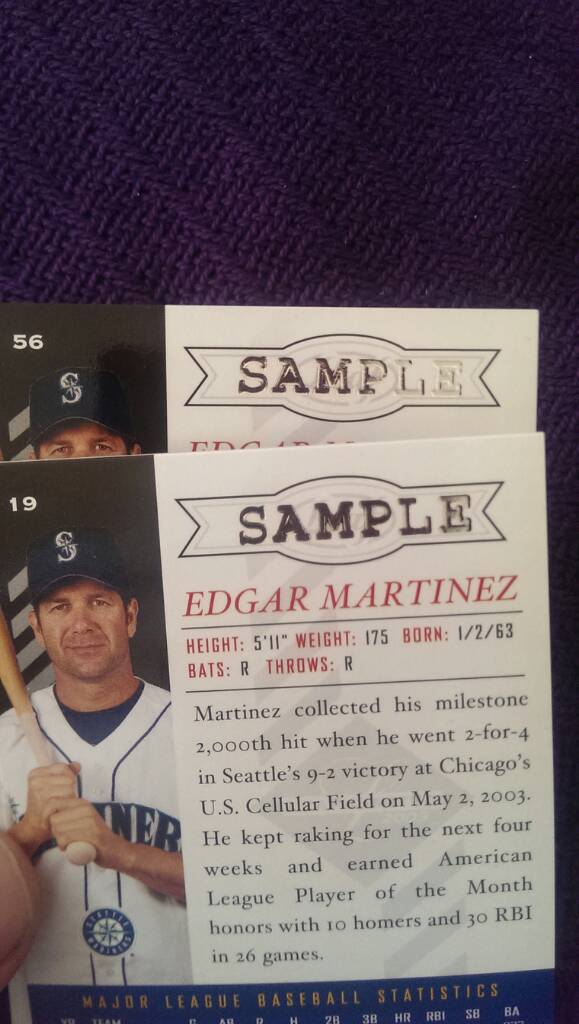 56
S
SAMPLE
EDGAR
19
S
SAMPLE
EDGAR MARTINEZ
HEIGHT: 5'11" WEIGHT: 175 BORN: 1/2/63
BATS: R THROWS: R
Martinez collected his milestone
2,000th hit when he went 2-for-4
in Seattle's 9-2 victory at Chicago's
U.S. Cellular Field on May 2, 2003.
He kept raking for the next four
weeks and earned American
League Player of the Month
honors with 10 homers and 30 RBI
in 26 games.
MAJOR LEAGUE BASEBALL STATISTICS
YR TEAM G AB R H 2B 3B HR RBI SB BA